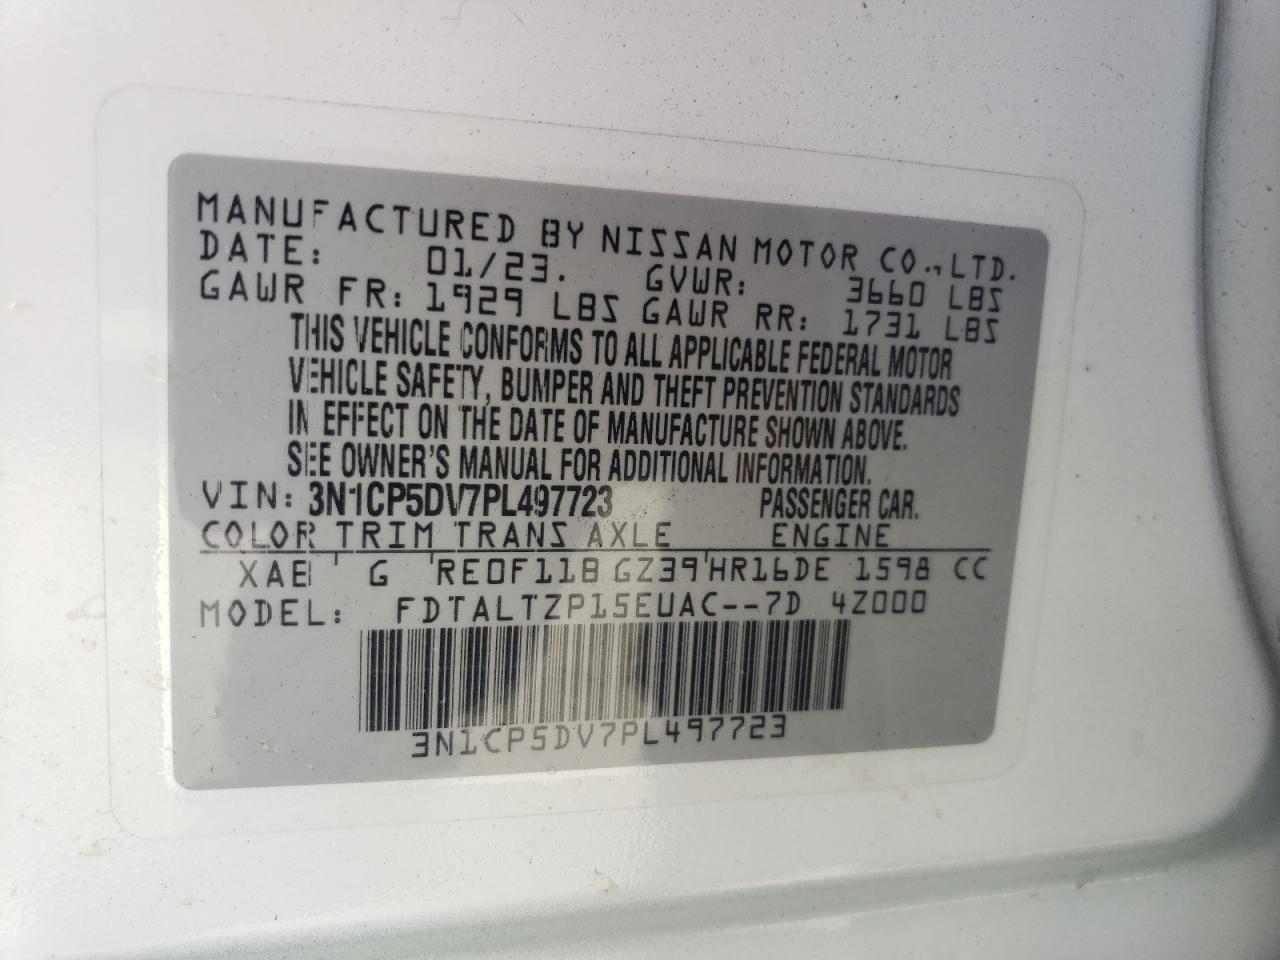 MANUFACTURED BY NISSAN MOTOR CO., LTD.
DATE: 01/23. GVWR: 3660 LBS
GAWR FR: 1929 LBS GAWR RR: 1731 LBS
THIS VEHICLE CONFORMS TO ALL APPLICABLE FEDERAL MOTOR
VEHICLE SAFETY, BUMPER AND THEFT PREVENTION STANDARDS
IN EFFECT ON THE DATE OF MANUFACTURE SHOWN ABOVE.
SEE OWNER'S MANUAL FOR ADDITIONAL INFORMATION.
VIN: 3N1CP5DV7PL497723 PASSENGER CAR.
COLOR TRIM TRANS AXLE ENGINE
XAB G RE0F11B GZ39 HR16DE 1598 CC
MODEL: FDTALTZP15EUAC--7D 4Z000
3N1CP5DV7PL497723